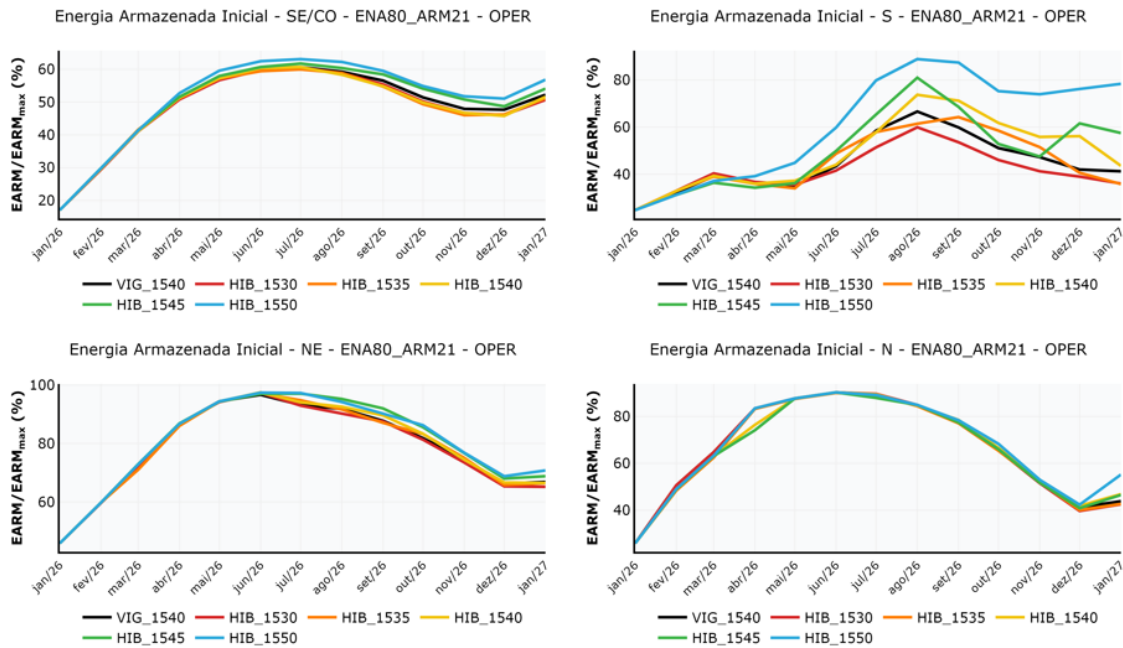 Energia Armazenada Inicial - SE/CO - ENA80_ARM21 - OPER
EARM/EARMmax (%)
60
50
40
30
20
jan/26
fev/26
mar/26
abr/26
mai/26
jun/26
jul/26
ago/26
set/26
out/26
nov/26
dez/26
jan/27
VIG_1540 HIB_1530 HIB_1535 HIB_1540
HIB_1545 HIB_1550
Energia Armazenada Inicial - S - ENA80_ARM21 - OPER
EARM/EARMmax (%)
80
60
40
jan/26
fev/26
mar/26
abr/26
mai/26
jun/26
jul/26
ago/26
set/26
out/26
nov/26
dez/26
jan/27
VIG_1540 HIB_1530 HIB_1535 HIB_1540
HIB_1545 HIB_1550
Energia Armazenada Inicial - NE - ENA80_ARM21 - OPER
EARM/EARMmax (%)
100
80
60
jan/26
fev/26
mar/26
abr/26
mai/26
jun/26
jul/26
ago/26
set/26
out/26
nov/26
dez/26
jan/27
VIG_1540 HIB_1530 HIB_1535 HIB_1540
HIB_1545 HIB_1550
Energia Armazenada Inicial - N - ENA80_ARM21 - OPER
EARM/EARMmax (%)
80
60
40
jan/26
fev/26
mar/26
abr/26
mai/26
jun/26
jul/26
ago/26
set/26
out/26
nov/26
dez/26
jan/27
VIG_1540 HIB_1530 HIB_1535 HIB_1540
HIB_1545 HIB_1550